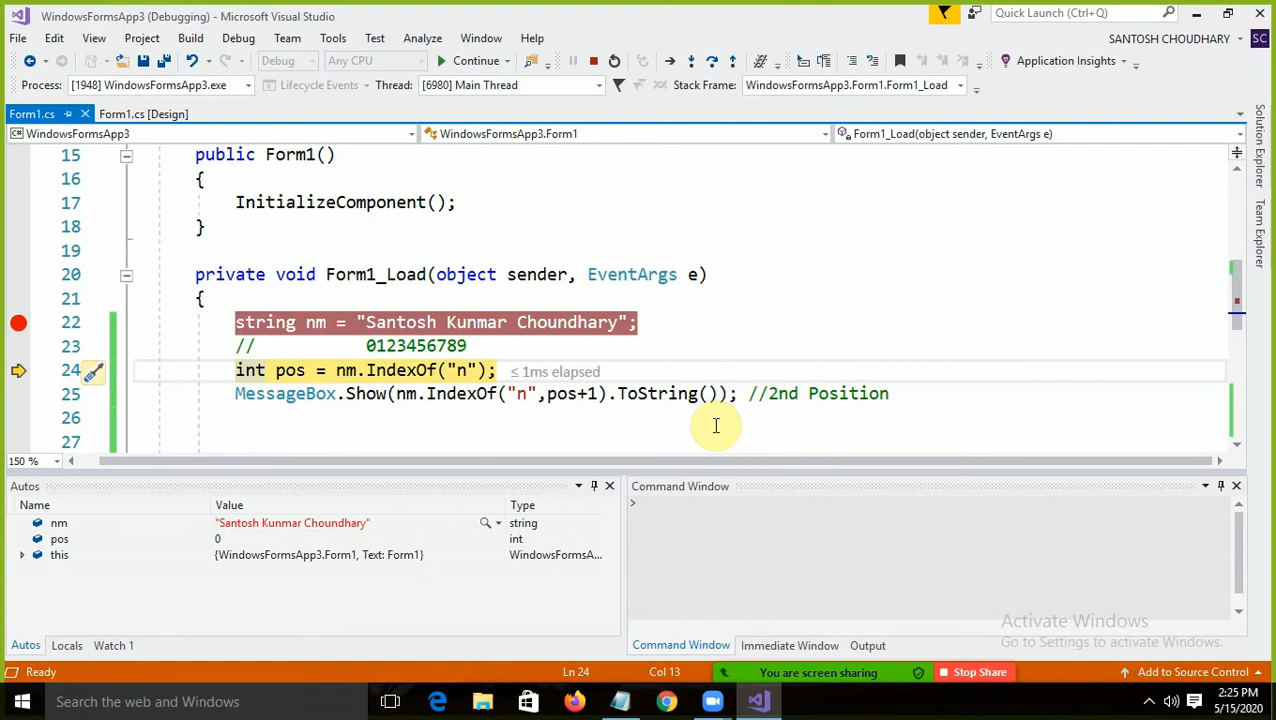 WindowsFormsApp3 (Debugging) - Microsoft Visual Studio
Quick Launch (Ctrl+Q)
File Edit View Project Build Debug Team Tools Test Analyze Window Help
SANTOSH CHOUDHARY SC
Debug Any CPU Continue Application Insights
Process: [1948] WindowsFormsApp3.exe Lifecycle Events Thread: [6980] Main Thread Stack Frame: WindowsFormsApp3.Form1.Form1_Load
Form1.cs Form1.cs [Design]
WindowsFormsApp3 WindowsFormsApp3.Form1 Form1_Load(object sender, EventArgs e)
Solution Explorer
Team Explorer
15 public Form1()
16 {
17 InitializeComponent();
18 }
19
20 private void Form1_Load(object sender, EventArgs e)
21 {
22 string nm = "Santosh Kunmar Choundhary";
23 // 0123456789
24 int pos = nm.IndexOf("n"); ≤ 1ms elapsed
25 MessageBox.Show(nm.IndexOf("n",pos+1).ToString()); //2nd Position
26
27
150 %
Autos
Name Value Type
nm "Santosh Kunmar Choundhary" string
pos 0 int
this {WindowsFormsApp3.Form1, Text: Form1} WindowsFormsA...
Autos Locals Watch 1
Command Window
>
Command Window Immediate Window Output
Activate Windows
Go to Settings to activate Windows.
Ready Ln 24 Col 13 You are screen sharing Stop Share Add to Source Control
Search the web and Windows
2:25 PM
5/15/2020